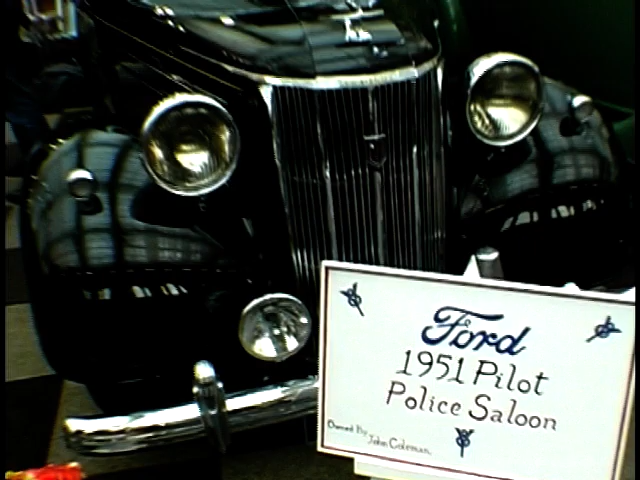 Ford
1951 Pilot
Police Saloon
Owned By
John Coleman.